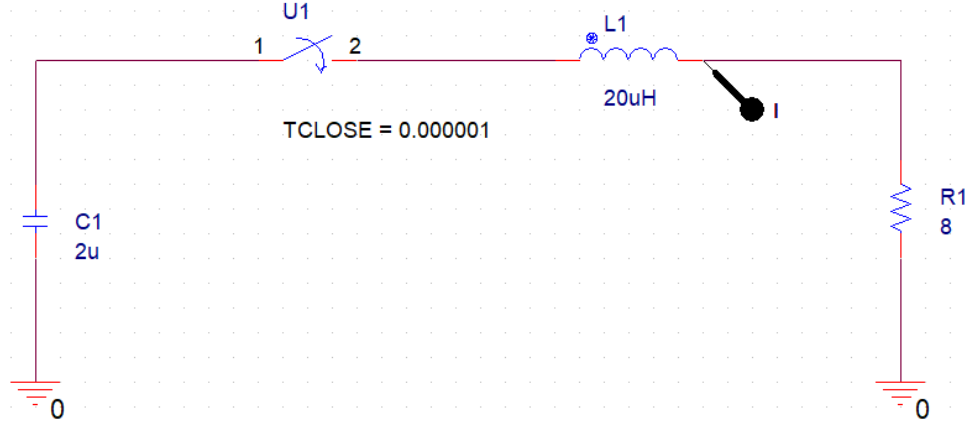 U1
1 2
L1
20uH
I
TCLOSE = 0.000001
C1
2u
R1
8
0
0